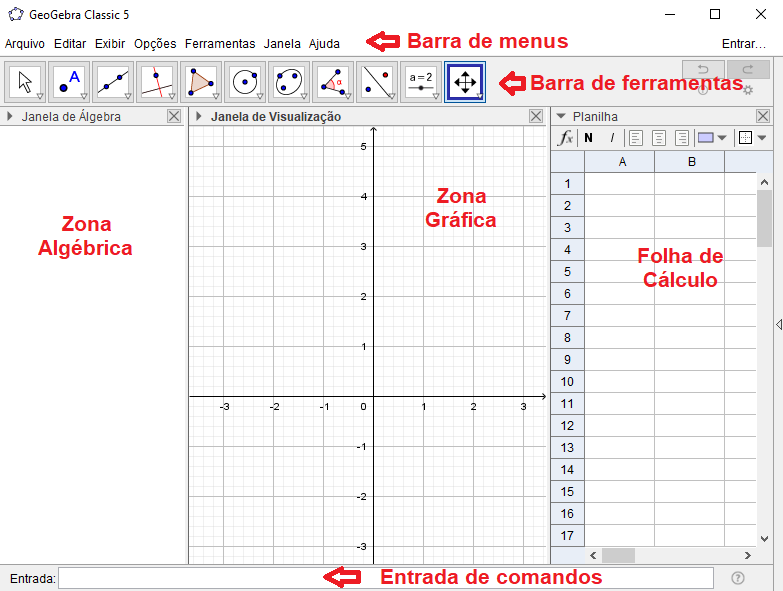 GeoGebra Classic 5
Arquivo Editar Exibir Opções Ferramentas Janela Ajuda
Barra de menus
Entrar...
A
α
a = 2
Barra de ferramentas
Janela de Álgebra
Janela de Visualização
Planilha
fx N I
A B
Zona
Algébrica
Zona
Gráfica
Folha de
Cálculo
5
4
3
2
1
-3 -2 -1 0 1 2 3
-1
-2
-3
1
2
3
4
5
6
7
8
9
10
11
12
13
14
15
16
17
Entrada:
Entrada de comandos
?